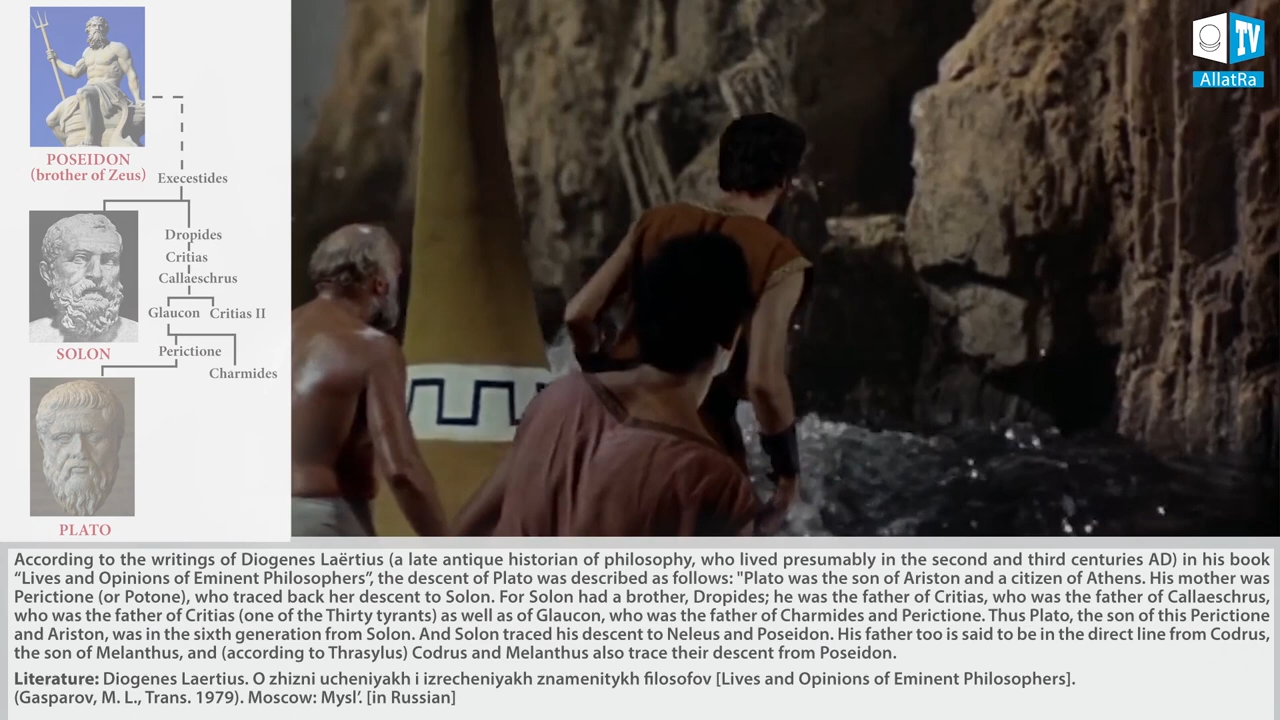 TV
AllatRa
POSEIDON
(brother of Zeus)
Execestides
Dropides
Critias
Callaeschrus
Glaucon Critias II
SOLON
Perictione
Charmides
PLATO
According to the writings of Diogenes Laërtius (a late antique historian of philosophy, who lived presumably in the second and third centuries AD) in his book
“Lives and Opinions of Eminent Philosophers”, the descent of Plato was described as follows: "Plato was the son of Ariston and a citizen of Athens. His mother was
Perictione (or Potone), who traced back her descent to Solon. For Solon had a brother, Dropides; he was the father of Critias, who was the father of Callaeschrus,
who was the father of Critias (one of the Thirty tyrants) as well as of Glaucon, who was the father of Charmides and Perictione. Thus Plato, the son of this Perictione
and Ariston, was in the sixth generation from Solon. And Solon traced his descent to Neleus and Poseidon. His father too is said to be in the direct line from Codrus,
the son of Melanthus, and (according to Thrasylus) Codrus and Melanthus also trace their descent from Poseidon.
Literature: Diogenes Laertius. O zhizni ucheniyakh i izrecheniyakh znamenitykh filosofov [Lives and Opinions of Eminent Philosophers].
(Gasparov, M. L., Trans. 1979). Moscow: Mysl’. [in Russian]